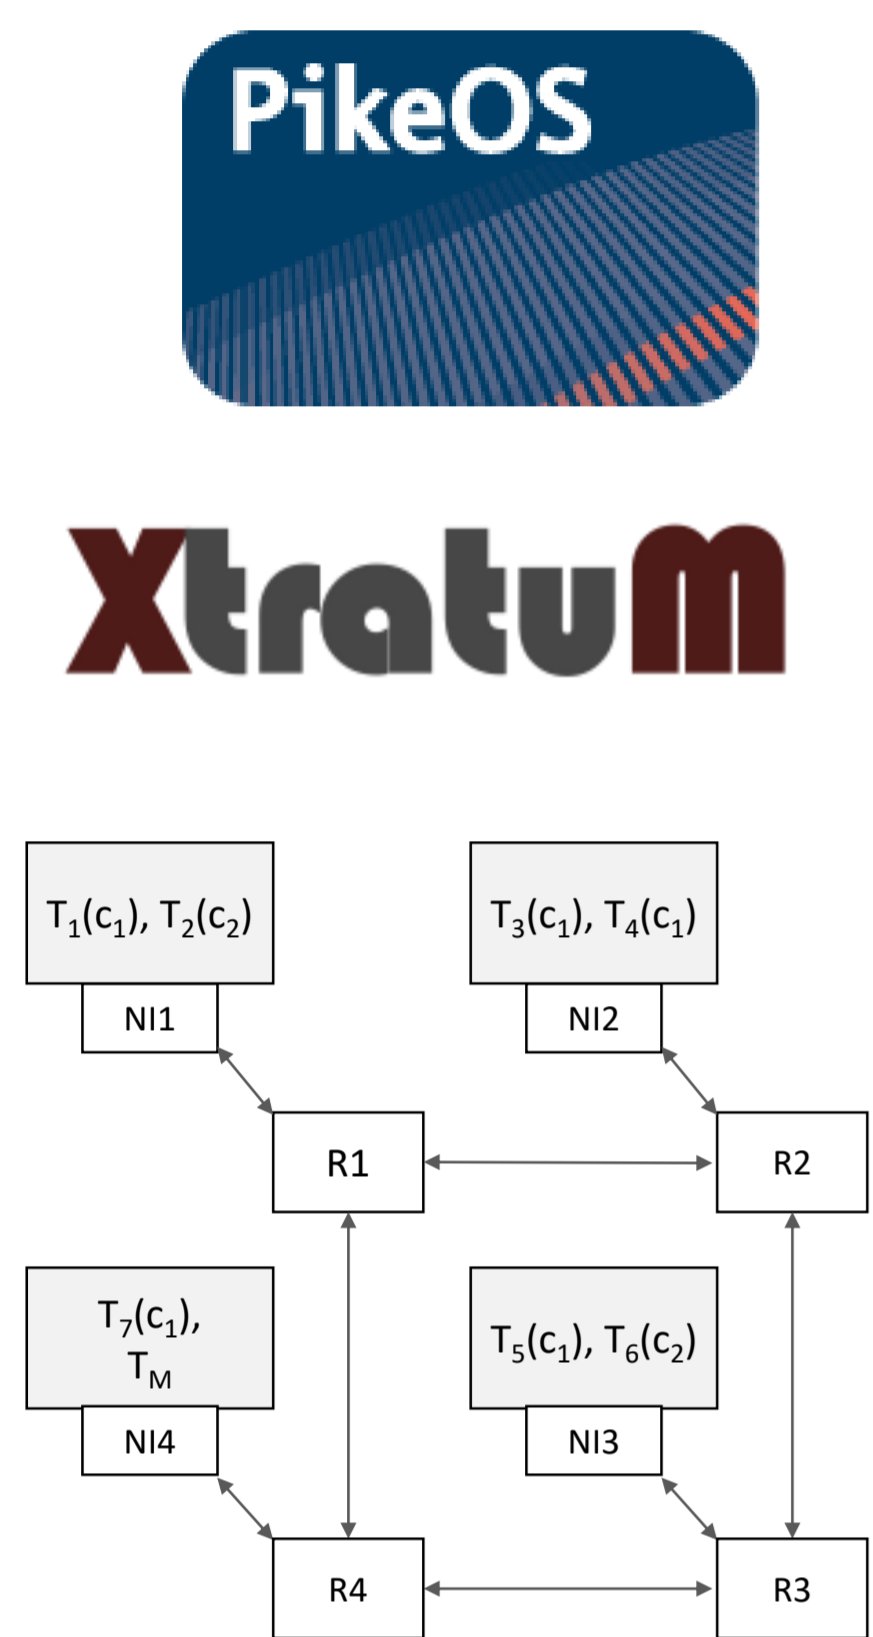 PikeOS
XtratuM
T₁(c₁), T₂(c₂)
T₃(c₁), T₄(c₁)
NI1
NI2
R1
R2
T₇(c₁),
T_M
T₅(c₁), T₆(c₂)
NI4
NI3
R4
R3